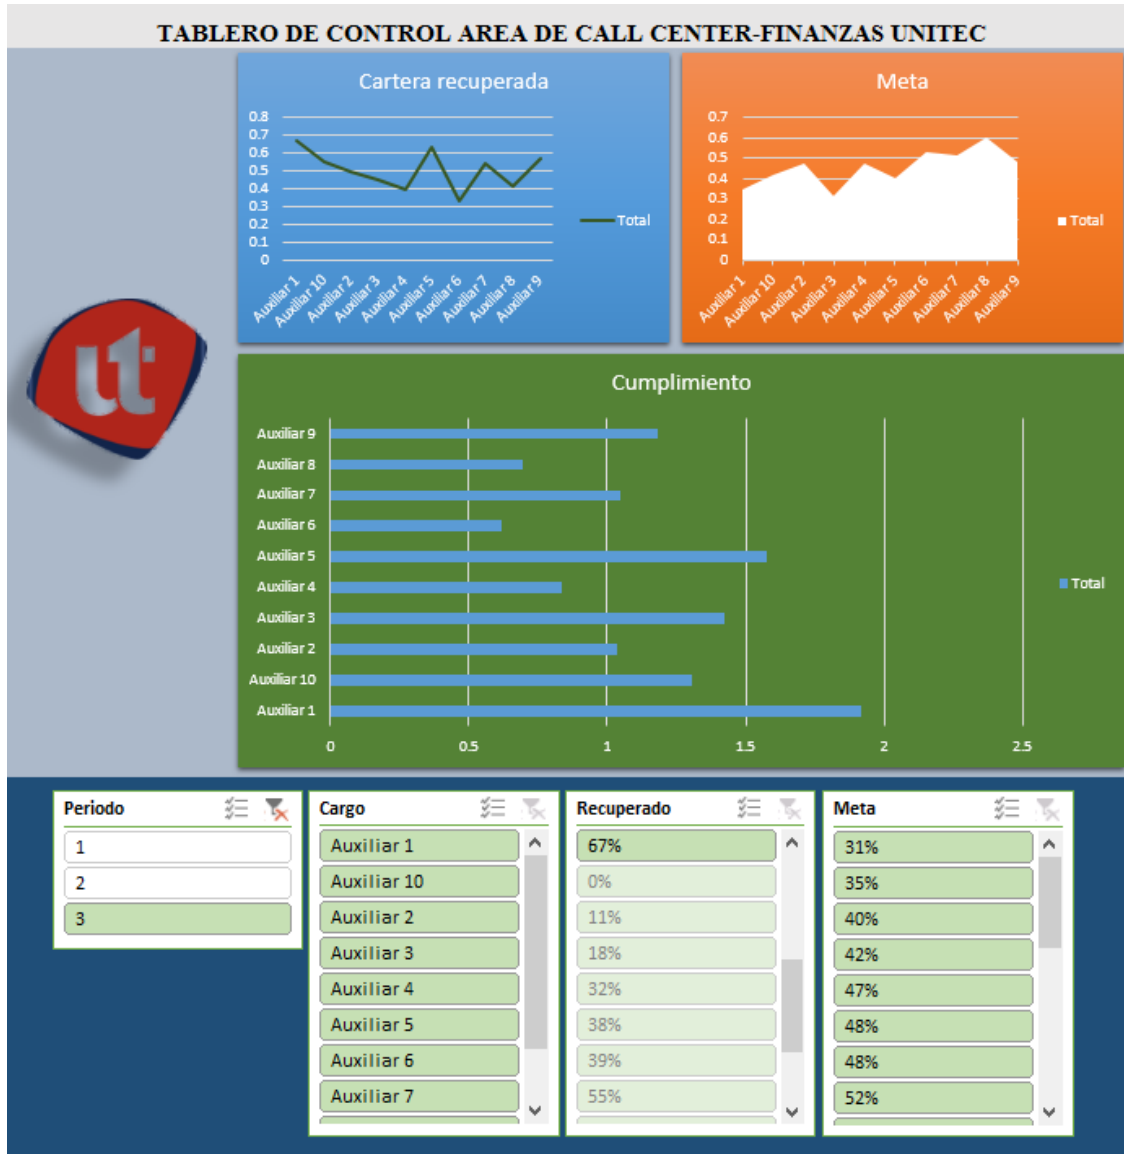 TABLERO DE CONTROL AREA DE CALL CENTER-FINANZAS UNITEC
Cartera recuperada
0.8
0.7
0.6
0.5
0.4
0.3
0.2
0.1
0
Auxiliar 1
Auxiliar 10
Auxiliar 2
Auxiliar 3
Auxiliar 4
Auxiliar 5
Auxiliar 6
Auxiliar 7
Auxiliar 8
Auxiliar 9
Total
Meta
0.7
0.6
0.5
0.4
0.3
0.2
0.1
0
Auxiliar 1
Auxiliar 10
Auxiliar 2
Auxiliar 3
Auxiliar 4
Auxiliar 5
Auxiliar 6
Auxiliar 7
Auxiliar 8
Auxiliar 9
Total
ut
Cumplimiento
Auxiliar 9
Auxiliar 8
Auxiliar 7
Auxiliar 6
Auxiliar 5
Auxiliar 4
Auxiliar 3
Auxiliar 2
Auxiliar 10
Auxiliar 1
0 0.5 1 1.5 2 2.5
Total
Periodo
1
2
3
Cargo
Auxiliar 1
Auxiliar 10
Auxiliar 2
Auxiliar 3
Auxiliar 4
Auxiliar 5
Auxiliar 6
Auxiliar 7
Recuperado
67%
0%
11%
18%
32%
38%
39%
55%
Meta
31%
35%
40%
42%
47%
48%
48%
52%